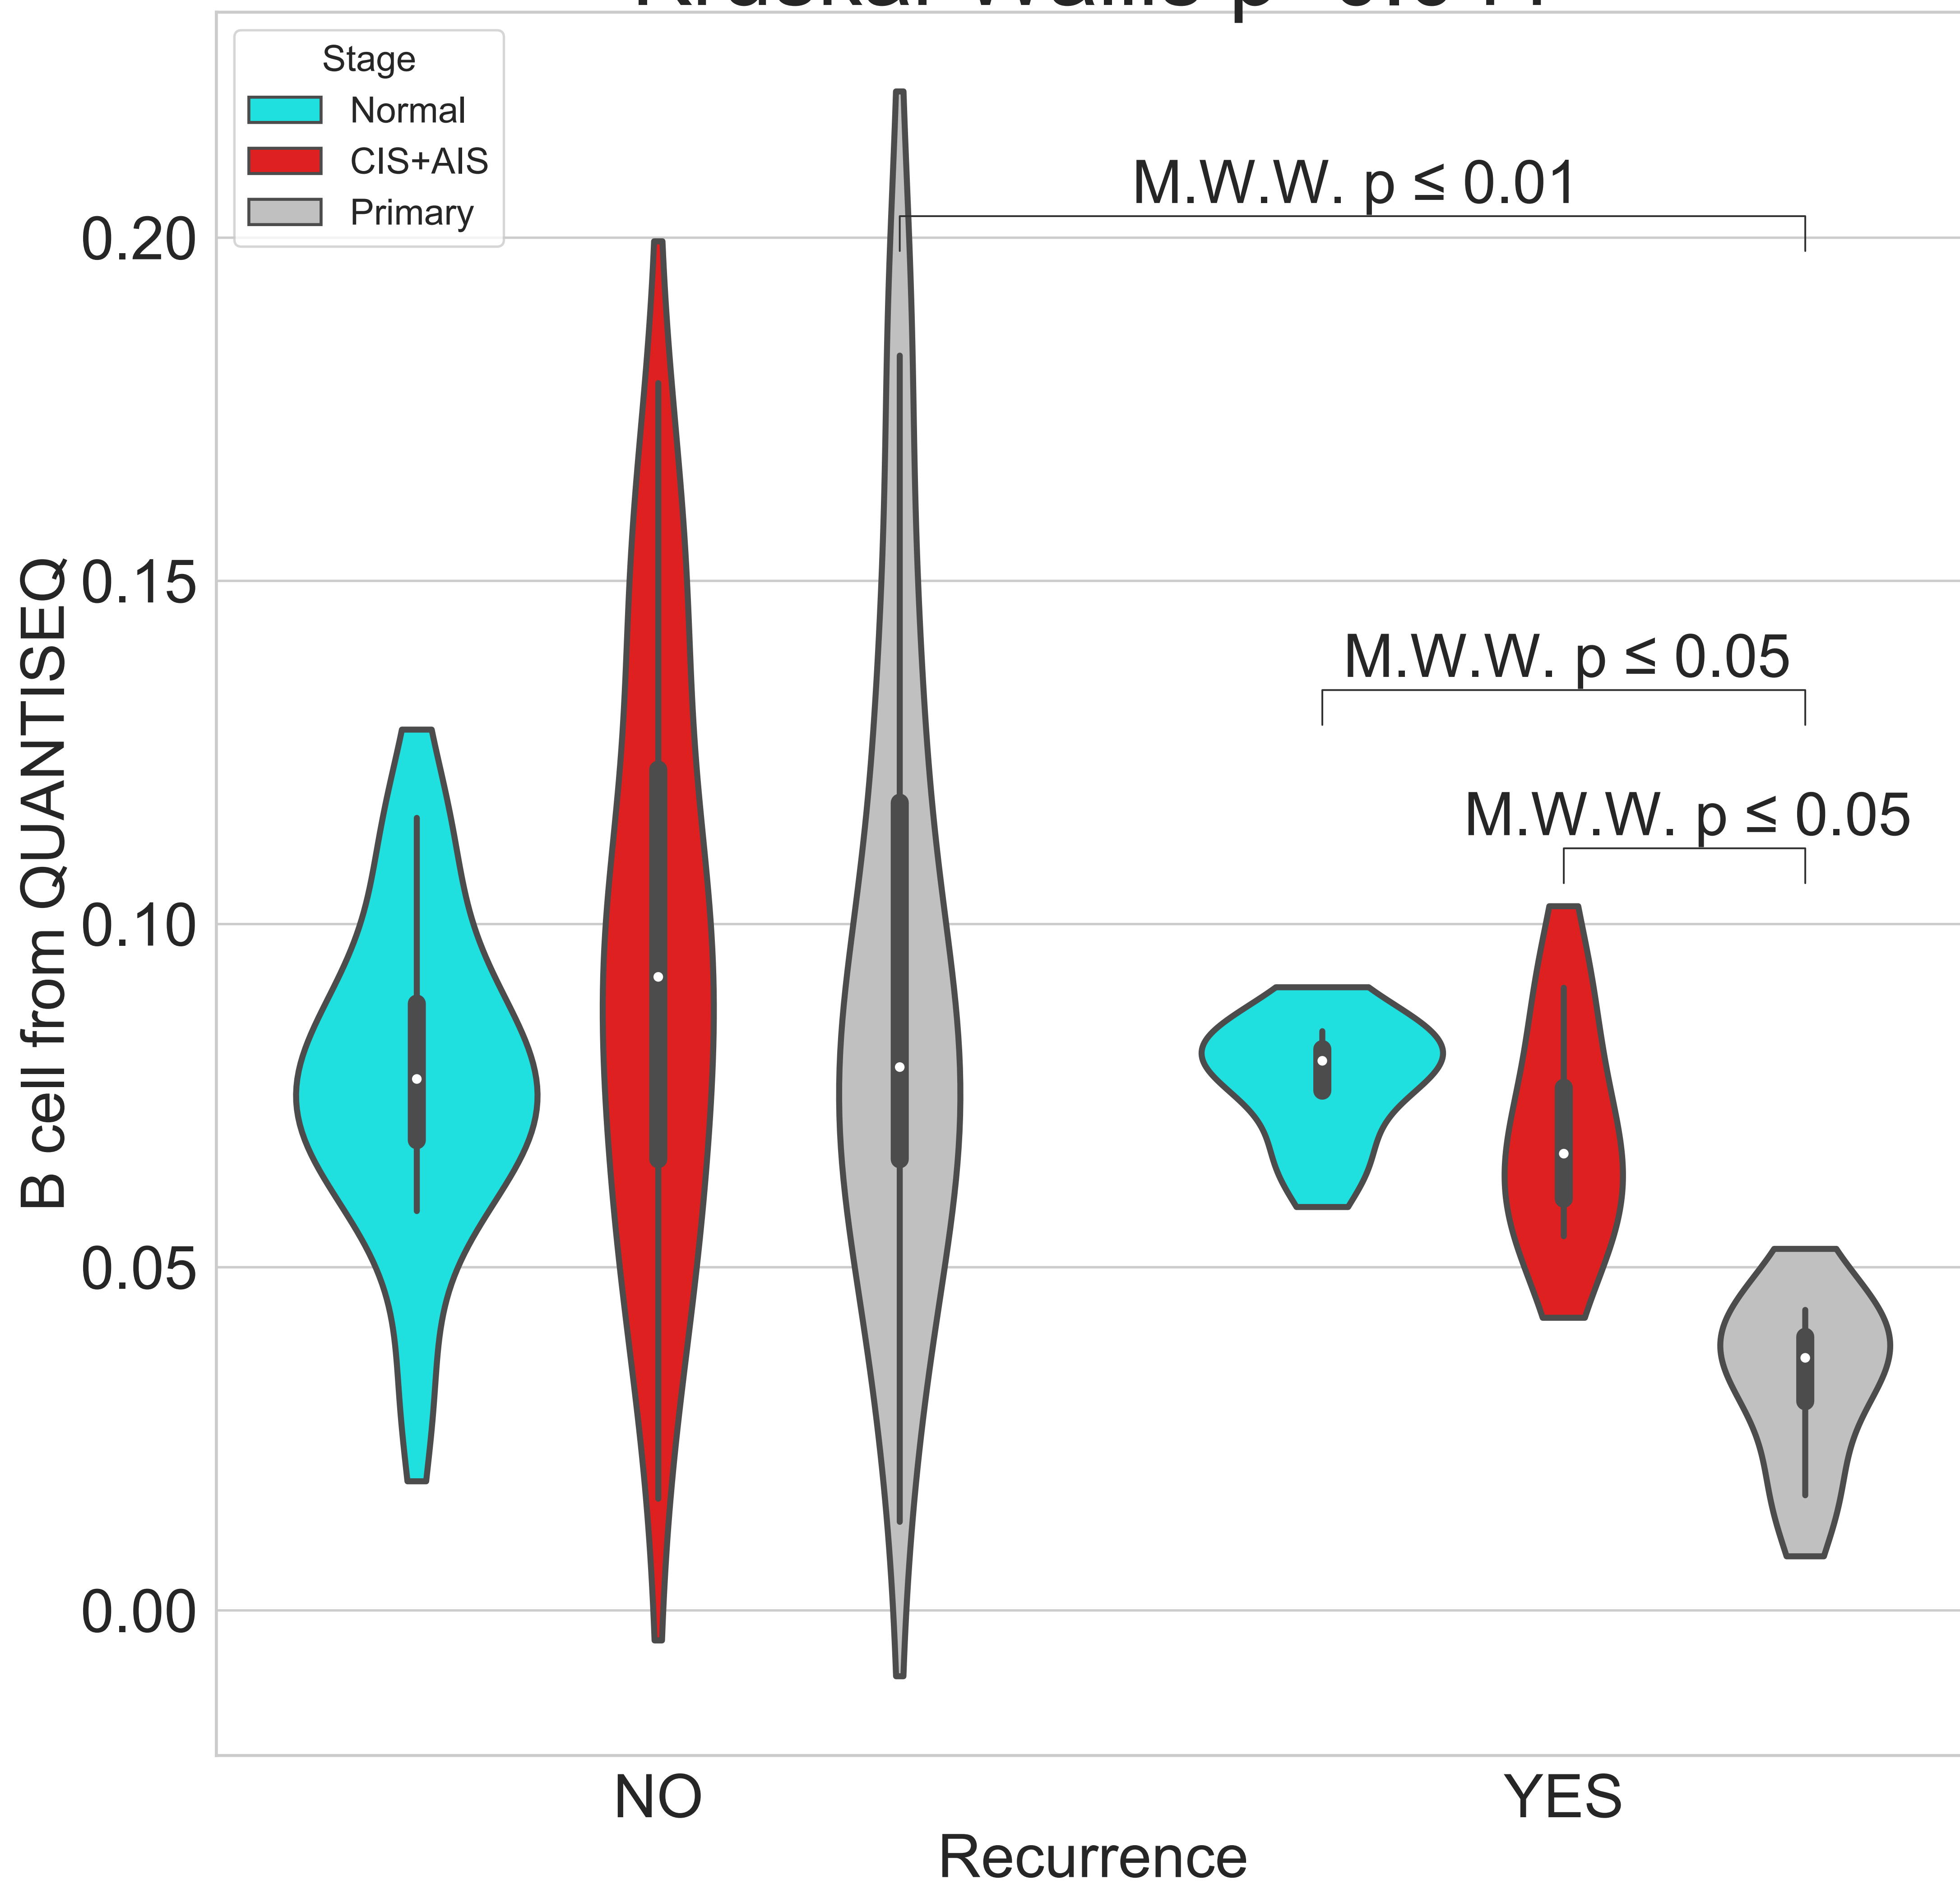 Stage
Normal
CIS+AIS
Primary
M.W.W. p ≤ 0.01
M.W.W. p ≤ 0.05
M.W.W. p ≤ 0.05
0.20
0.15
0.10
0.05
0.00
B cell from QUANTISEQ
NO
YES
Recurrence